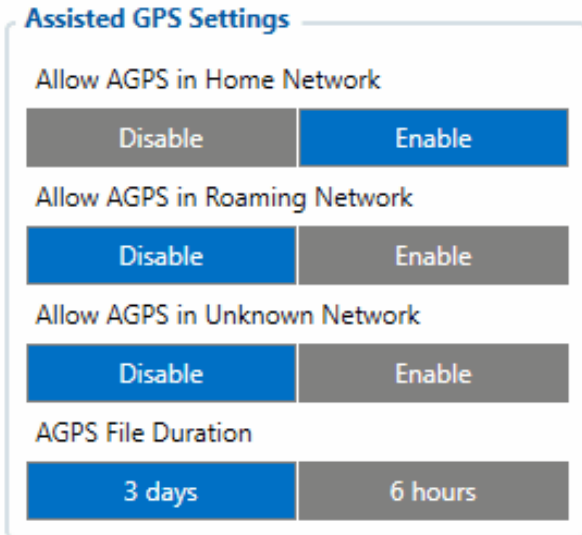 Assisted GPS Settings
Allow AGPS in Home Network
Disable Enable
Allow AGPS in Roaming Network
Disable Enable
Allow AGPS in Unknown Network
Disable Enable
AGPS File Duration
3 days 6 hours